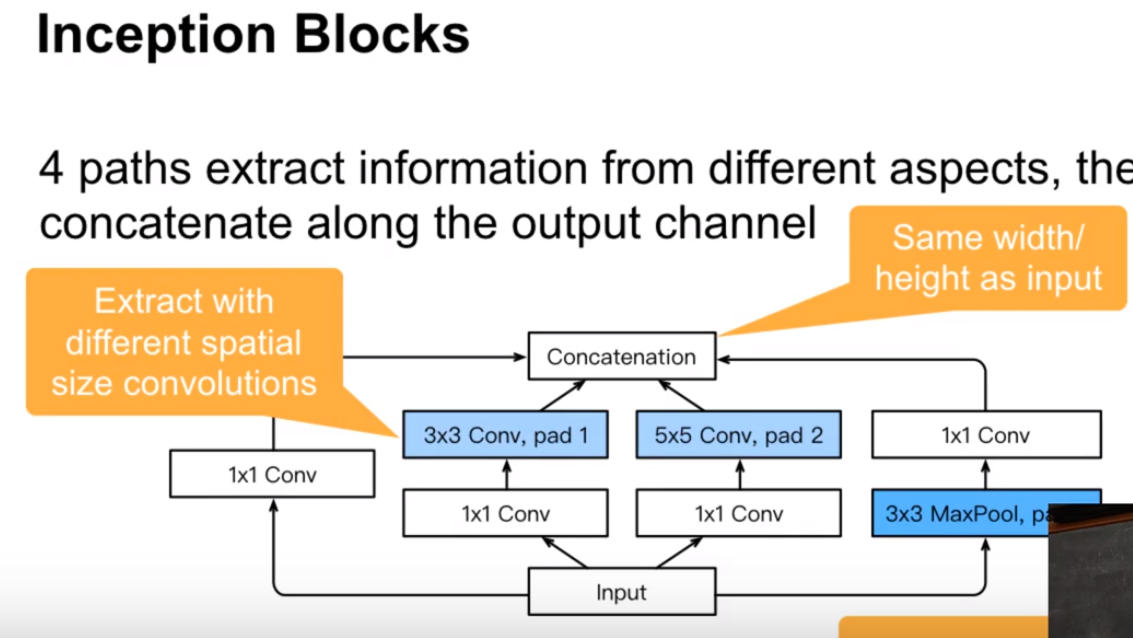 Inception Blocks
4 paths extract information from different aspects,
concatenate along the output channel
Same width/
height as input
Extract with
different spatial
size convolutions
Concatenation
3x3 Conv, pad 1
5x5 Conv, pad 2
1x1 Conv
1x1 Conv
1x1 Conv
1x1 Conv
3x3 MaxPool,
Input